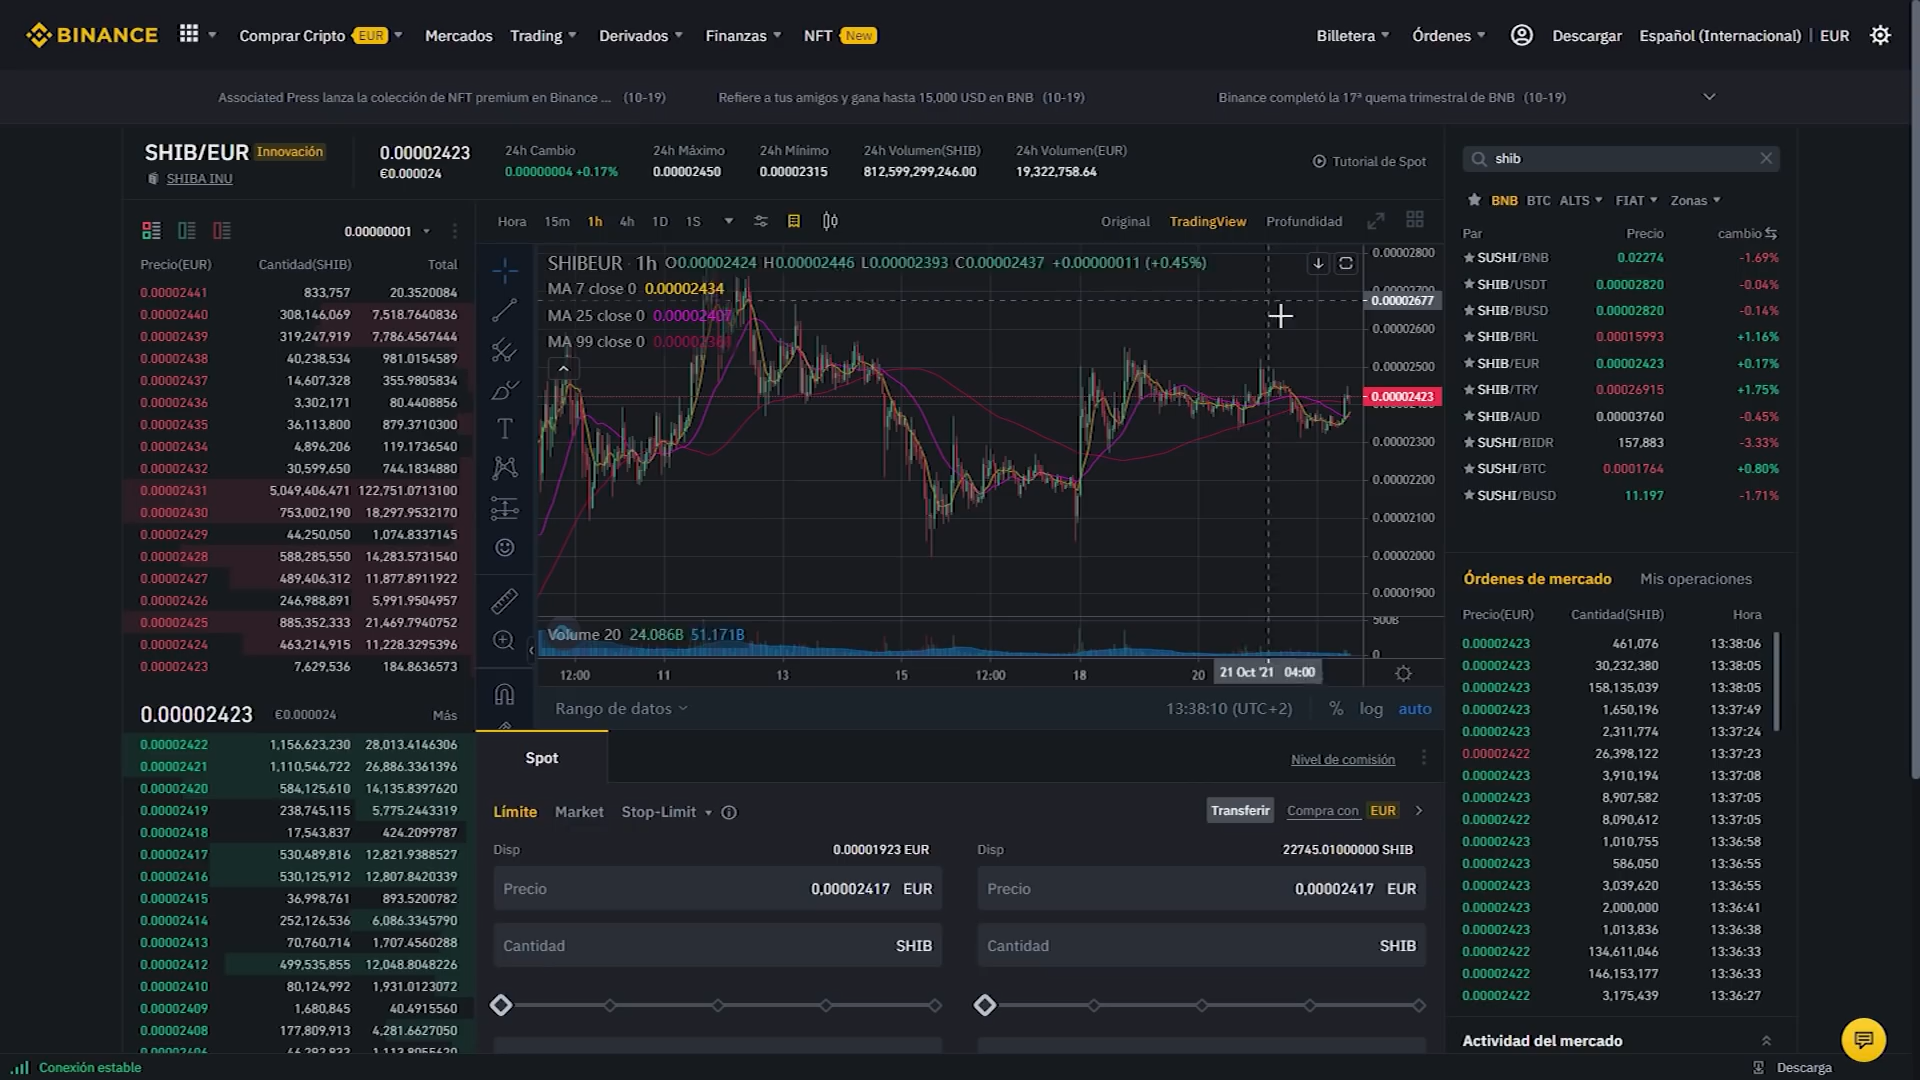 BINANCE
Comprar Cripto EUR
Mercados
Trading
Derivados
Finanzas
NFT New
Billetera
Órdenes
Descargar
Español (Internacional) | EUR
Associated Press lanza la colección de NFT premium en Binance ... (10-19)
Refiere a tus amigos y gana hasta 15,000 USD en BNB (10-19)
Binance completó la 17ª quema trimestral de BNB (10-19)
SHIB/EUR Innovación
SHIBA INU
0.00002423
€0.000024
24h Cambio
0.00000004 +0.17%
24h Máximo
0.00002450
24h Mínimo
0.00002315
24h Volumen(SHIB)
812,599,299,246.00
24h Volumen(EUR)
19,322,758.64
Tutorial de Spot
0.00000001
Precio(EUR) Cantidad(SHIB) Total
0.00002441 833,757 20.3520084
0.00002440 308,146,069 7,518.7640836
0.00002439 319,247,919 7,786.4567444
0.00002438 40,238,534 981.0154589
0.00002437 14,607,328 355.9805834
0.00002436 3,302,171 80.4408856
0.00002435 36,113,800 879.3710300
0.00002434 4,896,206 119.1736540
0.00002432 30,599,650 744.1834880
0.00002431 5,049,406,471 122,751.0713100
0.00002430 753,002,190 18,297.9532170
0.00002429 44,250,050 1,074.8337145
0.00002428 588,285,550 14,283.5731540
0.00002427 489,406,312 11,877.8911922
0.00002426 246,988,891 5,991.9504957
0.00002425 885,352,333 21,469.7940752
0.00002424 463,214,915 11,228.3295396
0.00002423 7,629,536 184.8636573
0.00002423 €0.000024 Más
0.00002422 1,156,623,230 28,013.4146306
0.00002421 1,110,546,722 26,886.3361396
0.00002420 584,125,610 14,135.8397620
0.00002419 238,745,115 5,775.2443319
0.00002418 17,543,837 424.2099787
0.00002417 530,489,816 12,821.9388527
0.00002416 530,125,912 12,807.8420339
0.00002415 36,998,761 893.5200782
0.00002414 252,126,536 6,086.3345790
0.00002413 70,760,714 1,707.4560288
0.00002412 499,535,855 12,048.8048226
0.00002410 80,124,992 1,931.0123072
0.00002409 1,680,845 40.4915560
0.00002408 177,809,913 4,281.6627050
Hora 15m 1h 4h 1D 1S
Original TradingView Profundidad
SHIBEUR · 1h O0.00002424 H0.00002446 L0.00002393 C0.00002437 +0.00000011 (+0.45%)
MA 7 close 0 0.00002434
MA 25 close 0 0.00002407
MA 99 close 0
0.00002800
0.00002677
0.00002600
0.00002500
0.00002423
0.00002300
0.00002200
0.00002100
0.00002000
0.00001900
500B
0
Volume 20 24.086B 51.171B
12:00 11 13 15 12:00 18 20 21 Oct '21 04:00
Rango de datos
13:38:10 (UTC+2) % log auto
Spot
Nivel de comisión
Límite Market Stop-Limit
Transferir Compra con EUR
Disp 0.00001923 EUR
Precio 0,00002417 EUR
Cantidad SHIB
Disp 22745.01000000 SHIB
Precio 0,00002417 EUR
Cantidad SHIB
shib
BNB BTC ALTS FIAT Zonas
Par Precio cambio
SUSHI/BNB 0.02274 -1.69%
SHIB/USDT 0.00002820 -0.04%
SHIB/BUSD 0.00002820 -0.14%
SHIB/BRL 0.00015993 +1.16%
SHIB/EUR 0.00002423 +0.17%
SHIB/TRY 0.00026915 +1.75%
SHIB/AUD 0.00003760 -0.45%
SUSHI/BIDR 157,883 -3.33%
SUSHI/BTC 0.0001764 +0.80%
SUSHI/BUSD 11.197 -1.71%
Órdenes de mercado Mis operaciones
Precio(EUR) Cantidad(SHIB) Hora
0.00002423 461,076 13:38:06
0.00002423 30,232,380 13:38:05
0.00002423 158,135,039 13:38:05
0.00002423 1,650,196 13:37:49
0.00002423 2,311,774 13:37:24
0.00002422 26,398,122 13:37:23
0.00002423 3,910,194 13:37:08
0.00002423 8,907,582 13:37:05
0.00002422 8,090,612 13:37:05
0.00002423 1,010,755 13:36:58
0.00002423 586,050 13:36:55
0.00002423 3,039,620 13:36:55
0.00002423 2,000,000 13:36:41
0.00002423 1,013,836 13:36:38
0.00002422 134,611,046 13:36:33
0.00002422 146,153,177 13:36:33
0.00002422 3,175,439 13:36:27
Actividad del mercado
Conexión estable
Descarga